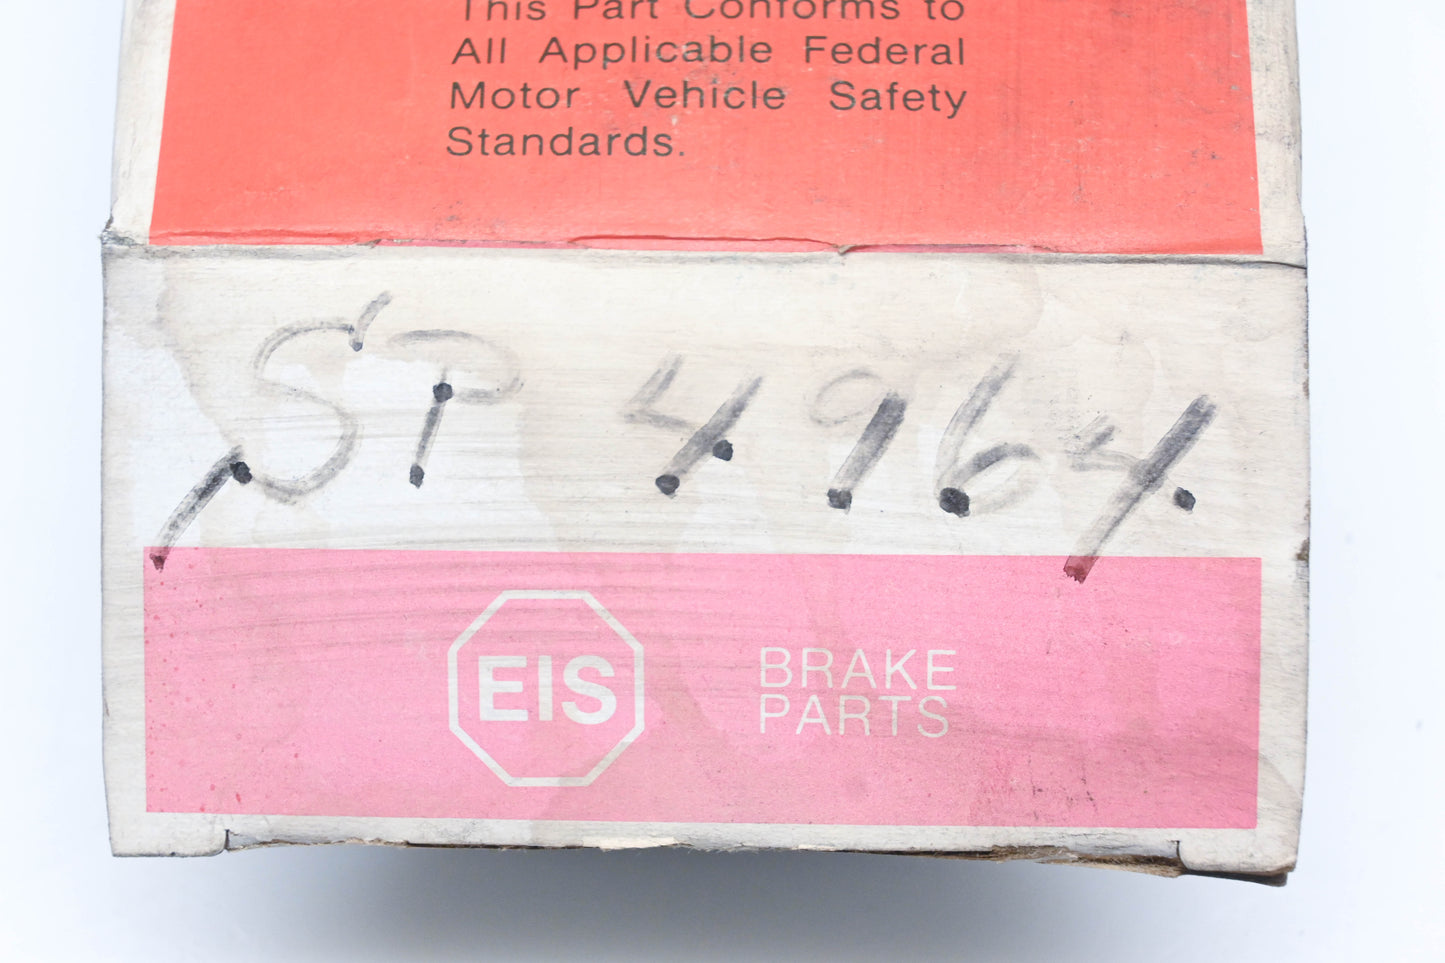 This Part Conforms to
All Applicable Federal
Motor Vehicle Safety
Standards.
SP 4964
EIS
BRAKE
PARTS